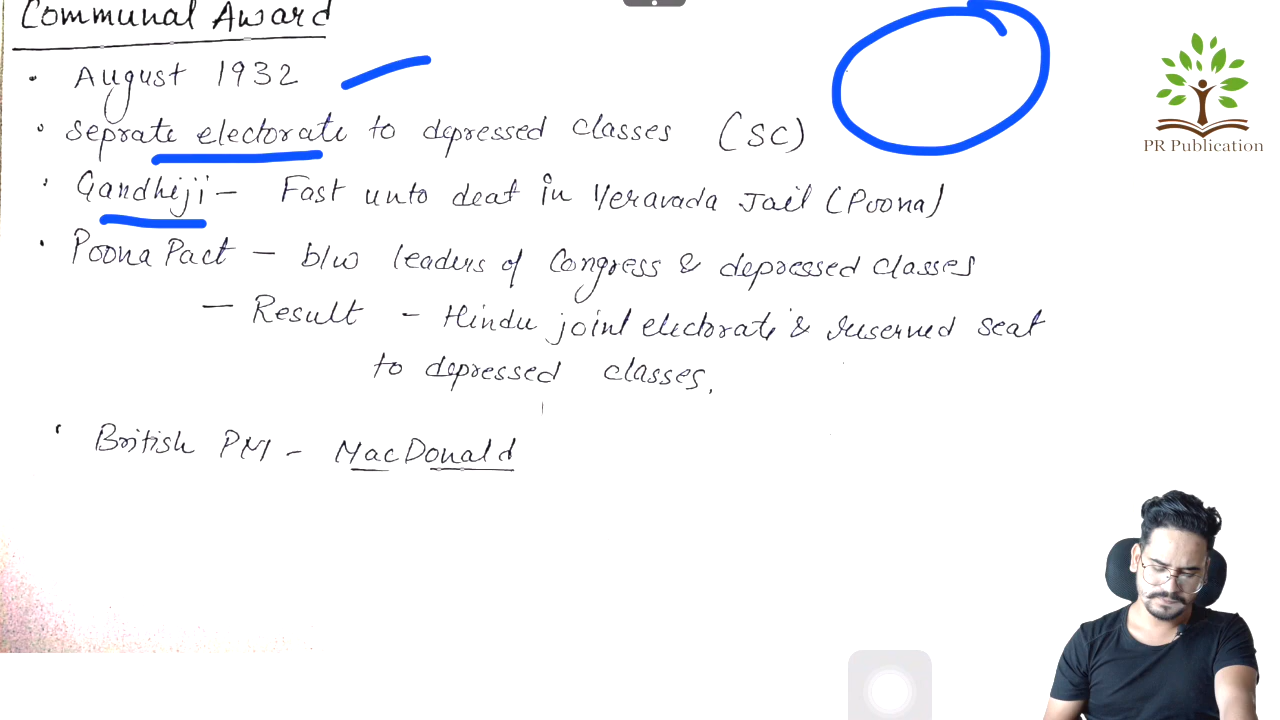 Communal Award
• August 1932
• Seprate electorate to depressed classes (SC)
PR Publication
• Gandhiji – Fast unto deat in Yeravada Jail (Poona)
• Poona Pact – b/w leaders of Congress & depressed classes
– Result - Hindu joint electorate & reserved seat
to depressed classes.
• British PM - MacDonald